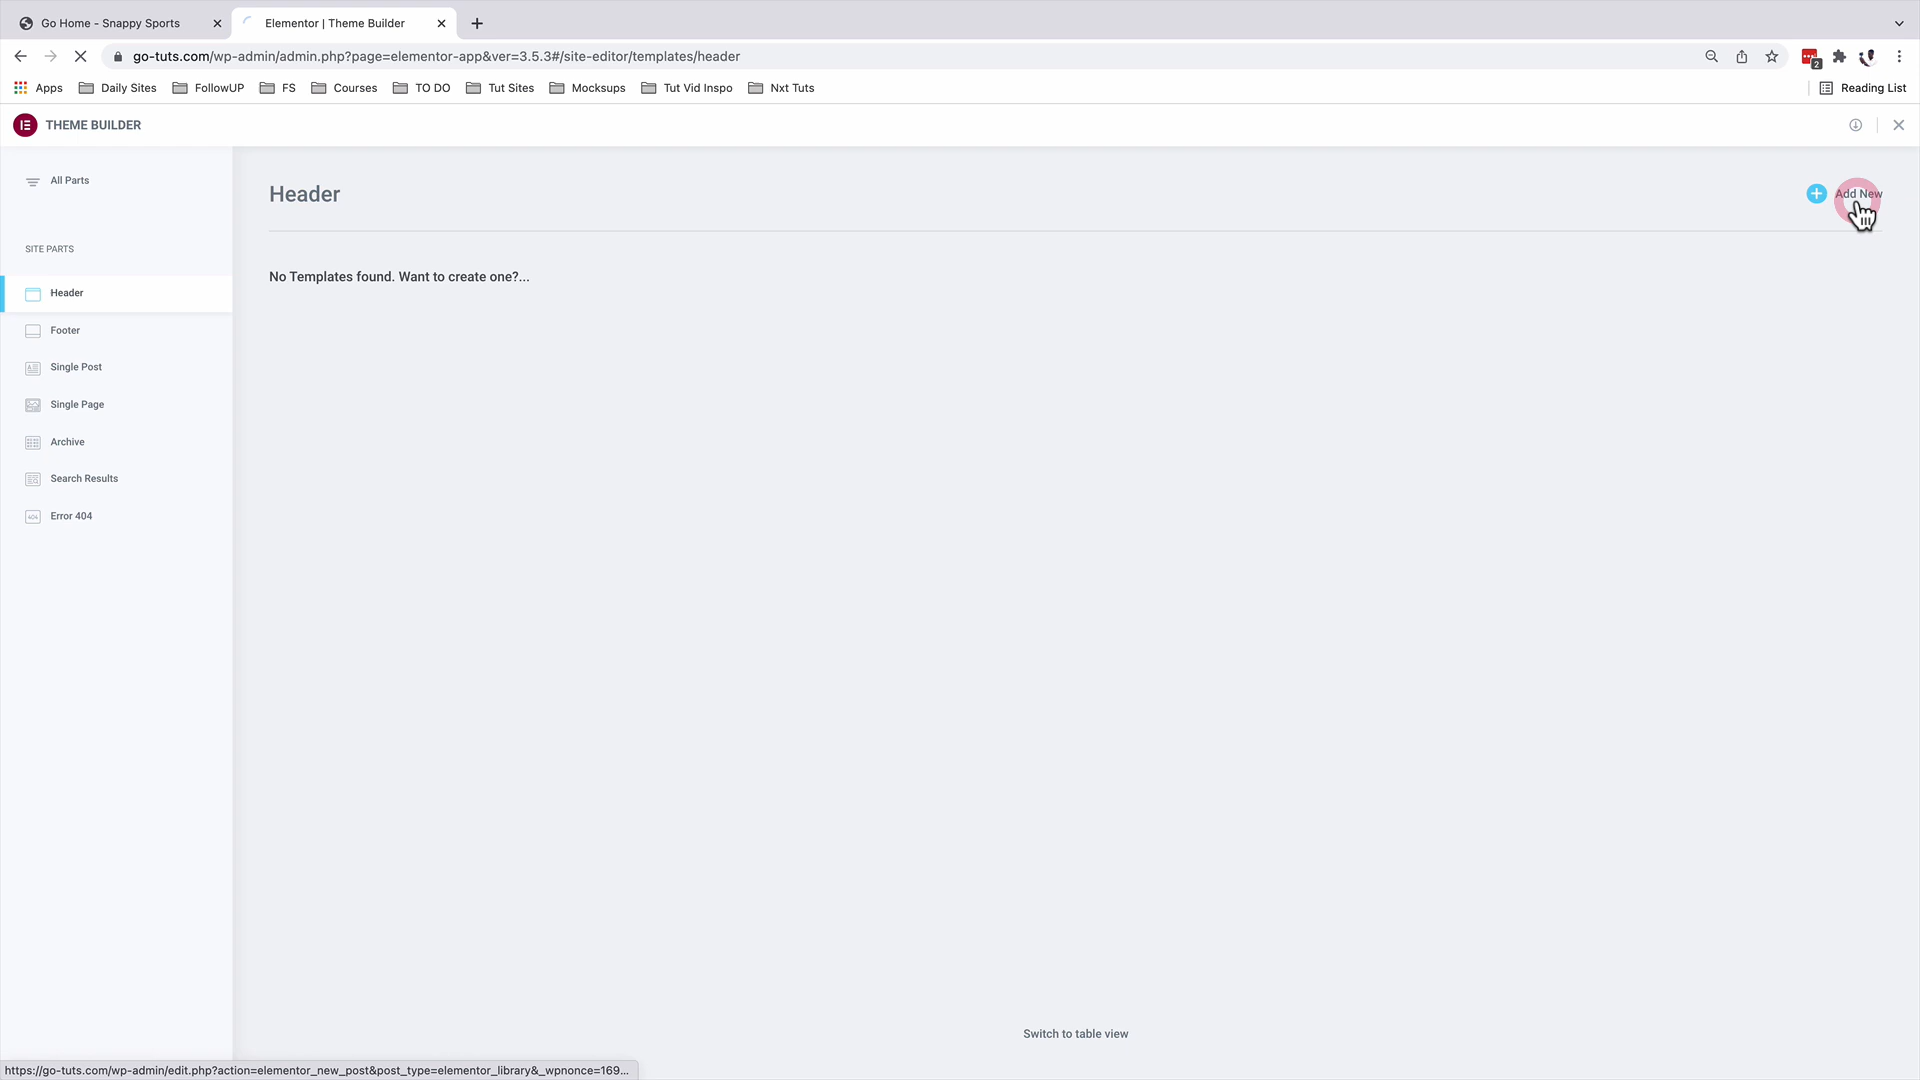 Go Home - Snappy Sports
Elementor | Theme Builder
go-tuts.com/wp-admin/admin.php?page=elementor-app&ver=3.5.3#/site-editor/templates/header
2
Apps
Daily Sites
FollowUP
FS
Courses
TO DO
Tut Sites
Mocksups
Tut Vid Inspo
Nxt Tuts
Reading List
THEME BUILDER
All Parts
Header
Add New
SITE PARTS
No Templates found. Want to create one?...
Header
Footer
Single Post
Single Page
Archive
Search Results
404
Error 404
Switch to table view
https://go-tuts.com/wp-admin/edit.php?action=elementor_new_post&post_type=elementor_library&_wpnonce=169...